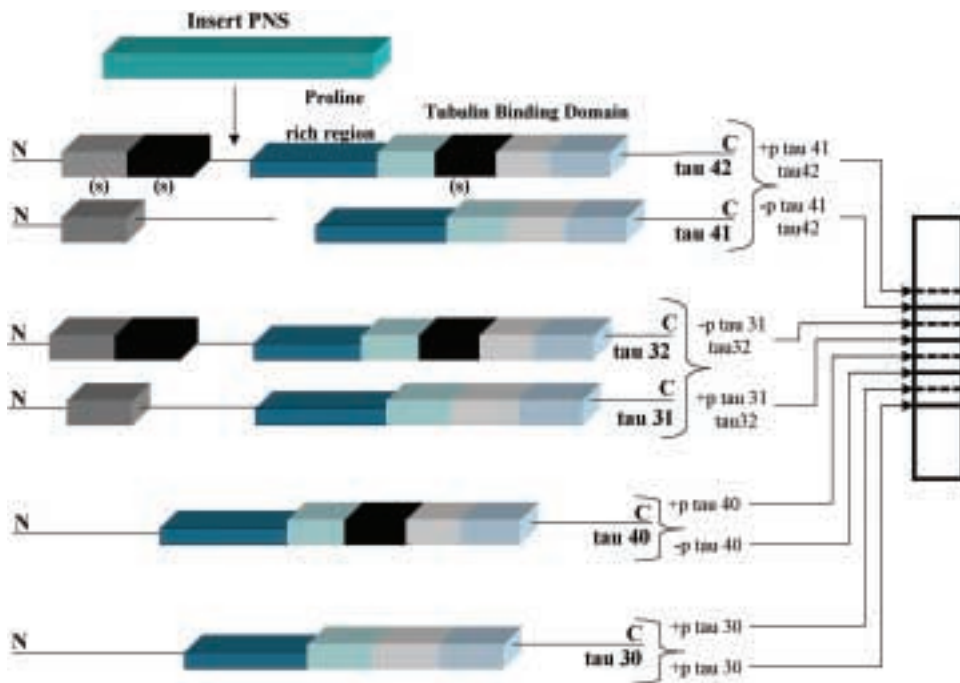 Insert PNS
Proline
rich region
Tubulin Binding Domain
N
C
tau 42
(s)
(s)
(s)
+p tau 41
tau42
N
C
tau 41
-p tau 41
tau42
N
C
tau 32
-p tau 31
tau32
N
C
tau 31
+p tau 31
tau32
N
C
tau 40
+p tau 40
-p tau 40
N
C
tau 30
+p tau 30
+p tau 30